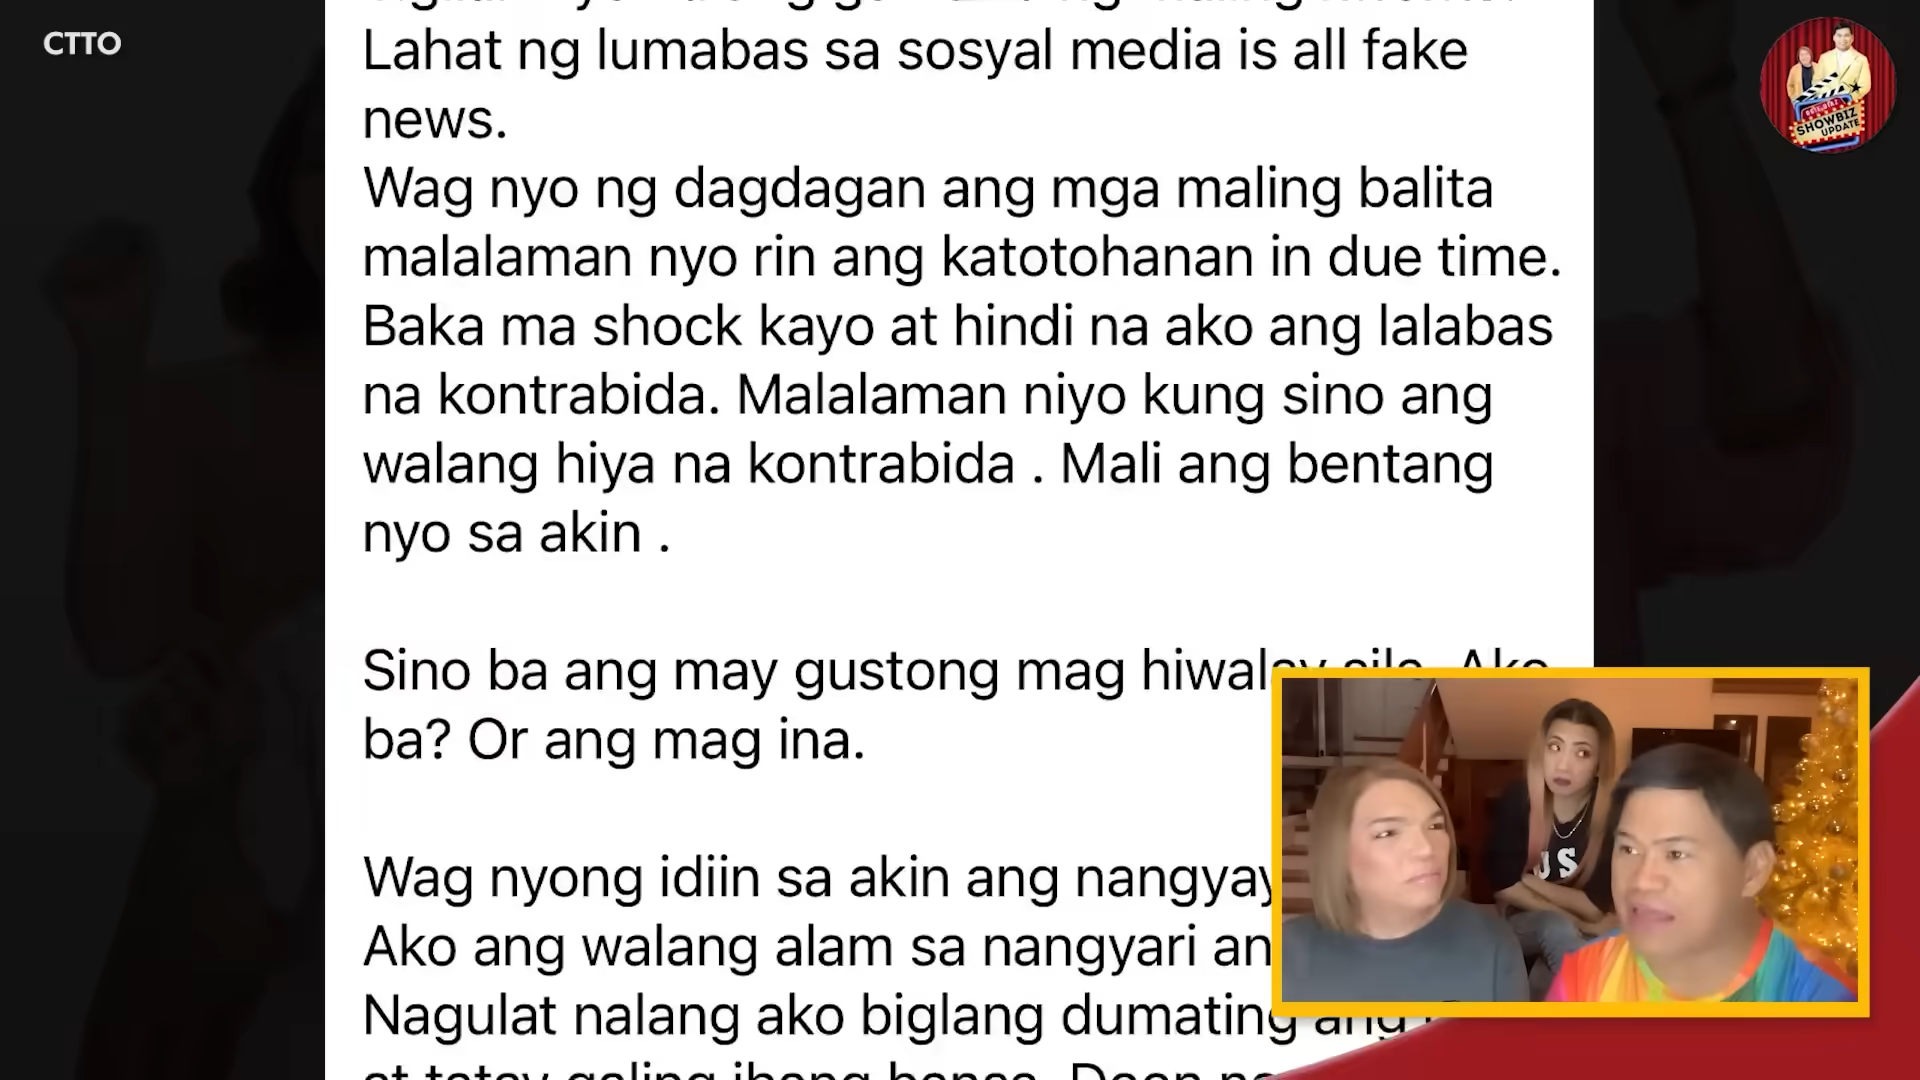 CTTO
Lahat ng lumabas sa sosyal media is all fake
news.
Wag nyo ng dagdagan ang mga maling balita
malalaman nyo rin ang katotohanan in due time.
Baka ma shock kayo at hindi na ako ang lalabas
na kontrabida. Malalaman niyo kung sino ang
walang hiya na kontrabida . Mali ang bentang
nyo sa akin .
Sino ba ang may gustong mag
ba? Or ang mag ina.
Wag nyong idiin sa akin ang
Ako ang walang alam sa nangyari
Nagulat nalang ako biglang dumating ang
SHOWBIZ
UPDATE
US